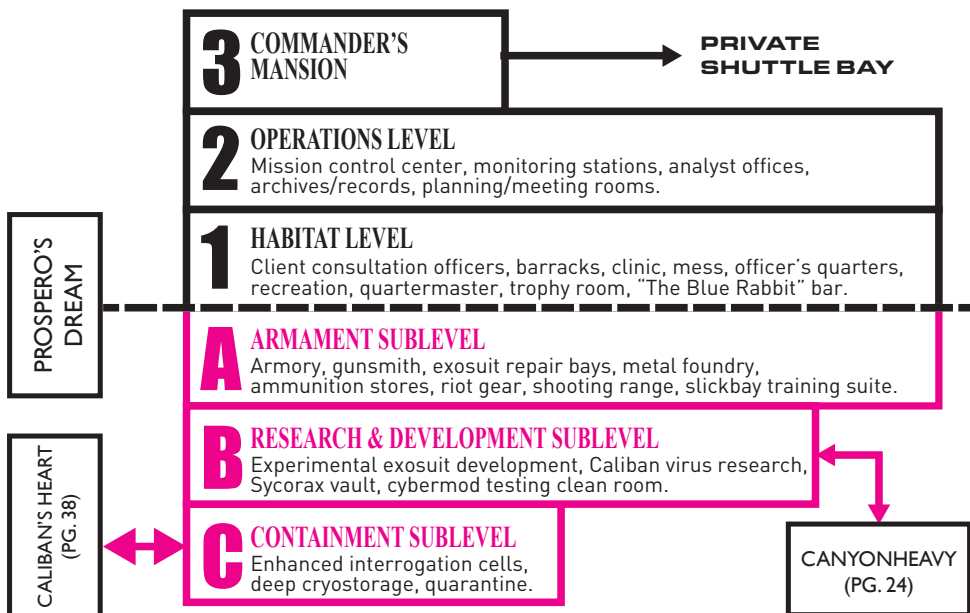 3
COMMANDER'S
MANSION
PRIVATE
SHUTTLE BAY
2
OPERATIONS LEVEL
Mission control center, monitoring stations, analyst offices,
archives/records, planning/meeting rooms.
1
HABITAT LEVEL
Client consultation officers, barracks, clinic, mess, officer's quarters,
recreation, quartermaster, trophy room, “The Blue Rabbit” bar.
PROSPERO'S
DREAM
A
ARMAMENT SUBLEVEL
Armory, gunsmith, exosuit repair bays, metal foundry,
ammunition stores, riot gear, shooting range, slickbay training suite.
B
RESEARCH & DEVELOPMENT SUBLEVEL
Experimental exosuit development, Caliban virus research,
Sycorax vault, cybermod testing clean room.
C
CONTAINMENT SUBLEVEL
Enhanced interrogation cells,
deep cryostorage, quarantine.
CALIBAN'S HEART
(PG. 38)
CANYONHEAVY
(PG. 24)